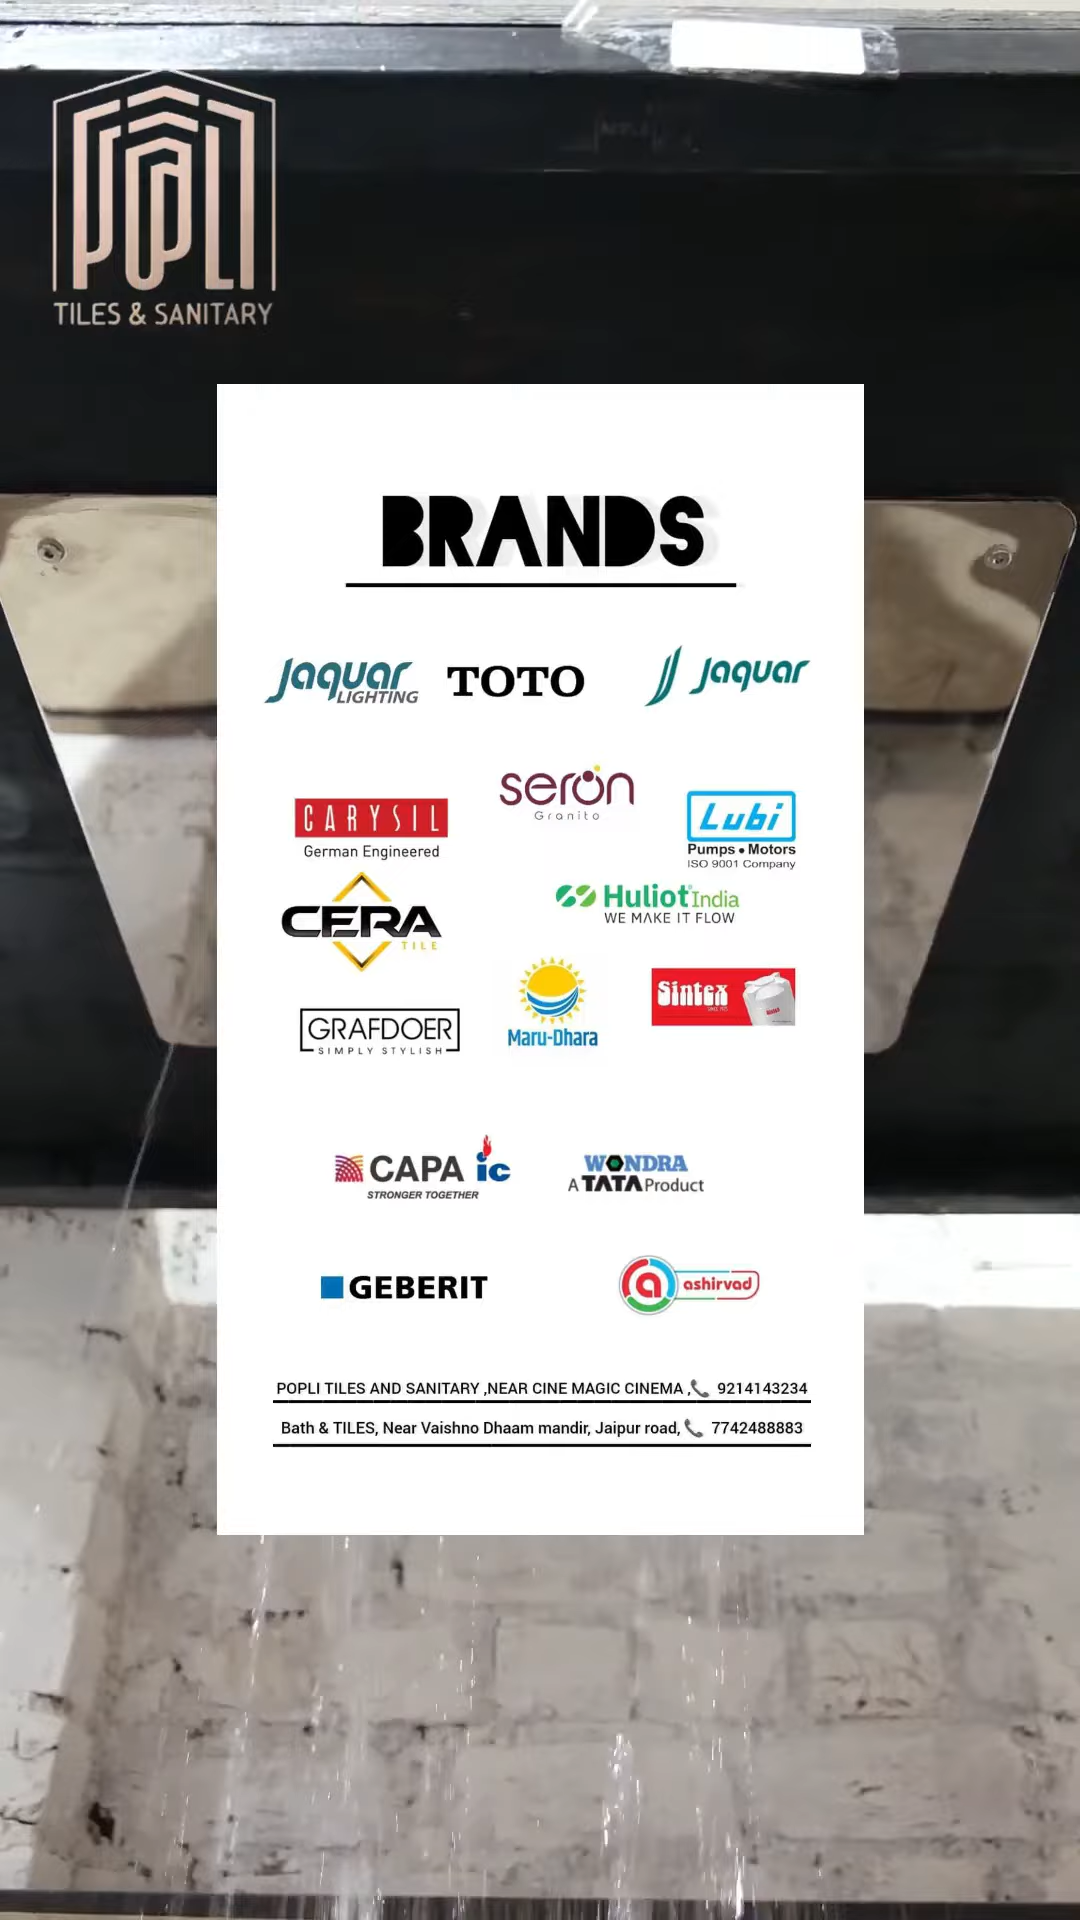 POPLI
TILES & SANITARY
BRANDS
Jaquar LIGHTING
TOTO
Jaquar
CARYSIL
German Engineered
seron
Granito
Lubi
Pumps • Motors
ISO 9001 Company
CERA
TILE
Huliot India
WE MAKE IT FLOW
GRAFDOER
SIMPLY STYLISH
Maru-Dhara
Sintex
CAPA ic
STRONGER TOGETHER
WONDRA
A TATA Product
GEBERIT
ashirvad
POPLI TILES AND SANITARY ,NEAR CINE MAGIC CINEMA ,📞 9214143234
Bath & TILES, Near Vaishno Dhaam mandir, Jaipur road,📞 7742488883